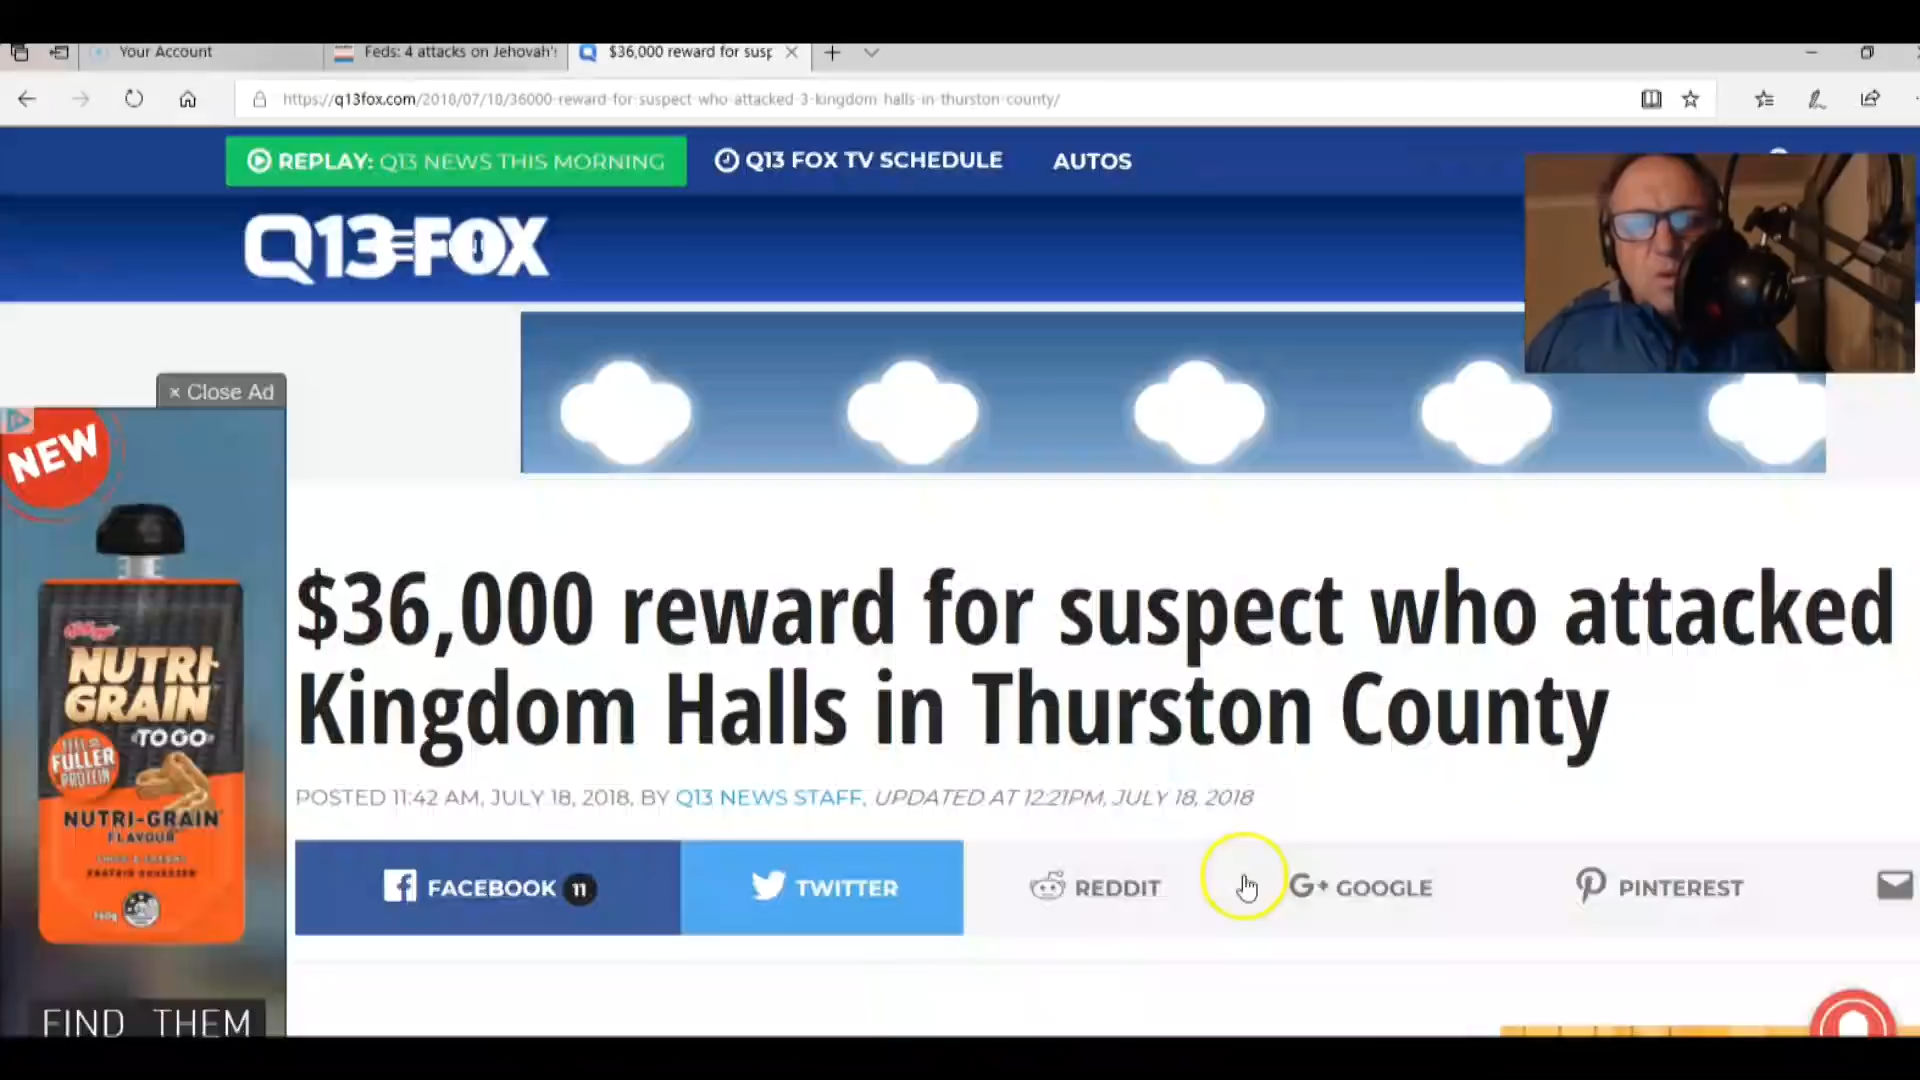 Your Account
Feds: 4 attacks on Jehovah's
$36,000 reward for susp
https://q13fox.com/2018/07/18/36000-reward-for-suspect-who-attacked-3-kingdom-halls-in-thurston-county/
REPLAY: Q13 NEWS THIS MORNING
Q13 FOX TV SCHEDULE
AUTOS
Q13 FOX
× Close Ad
NEW
$36,000 reward for suspect who attacked
Kingdom Halls in Thurston County
Kellogg's
NUTRI-
GRAIN
TO GO
FULLER
PROTEIN
NUTRI-GRAIN
FLAVOUR
POSTED 11:42 AM, JULY 18, 2018, BY Q13 NEWS STAFF, UPDATED AT 12:21PM, JULY 18, 2018
FACEBOOK 11
TWITTER
REDDIT
G+ GOOGLE
PINTEREST
FIND THEM